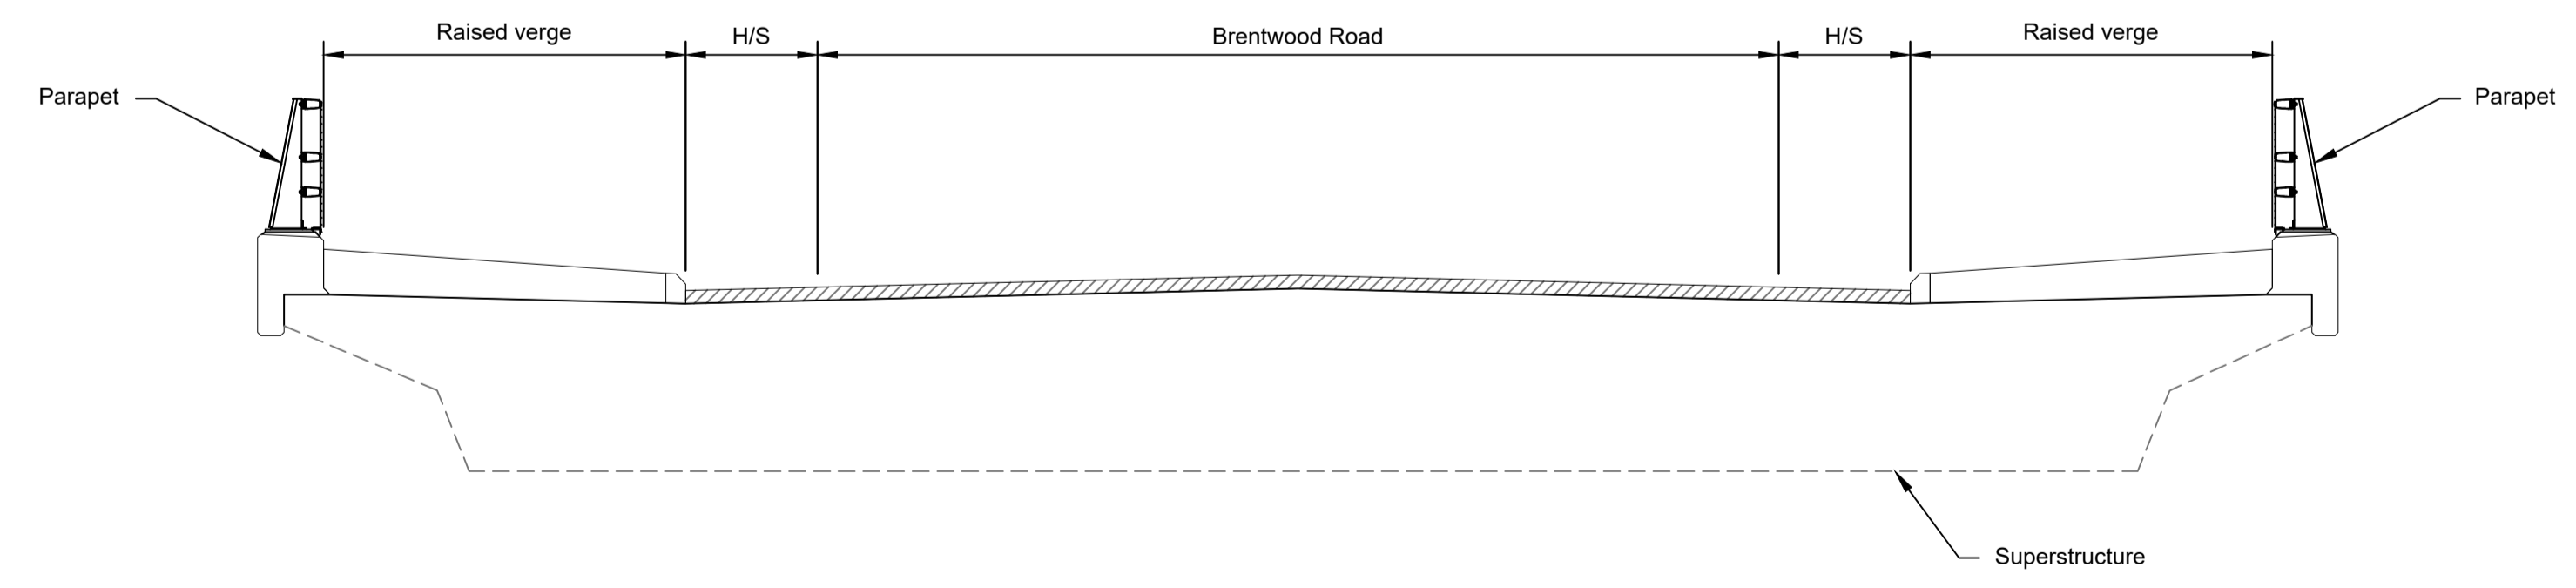 Raised verge
H/S
Brentwood Road
H/S
Raised verge
Parapet
Parapet
Superstructure